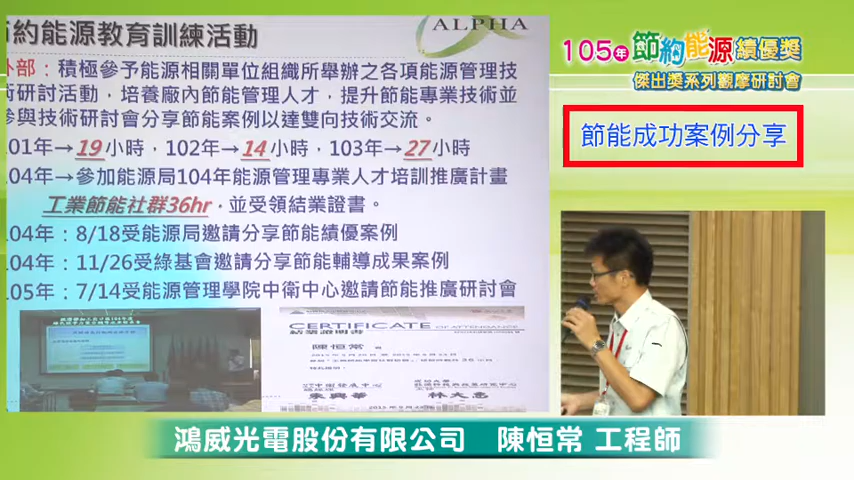 節約能源教育訓練活動
ALPHA
外部：積極參予能源相關單位組織所舉辦之各項能源管理技
術研討活動，培養廠內節能管理人才，提升節能專業技術並
參與技術研討會分享節能案例以達雙向技術交流。
101年→19小時，102年→14小時，103年→27小時
104年→參加能源局104年能源管理專業人才培訓推廣計畫
工業節能社群36hr，並受領結業證書。
104年：8/18受能源局邀請分享節能績優案例
104年：11/26受綠基會邀請分享節能輔導成果案例
105年：7/14受能源管理學院中衛中心邀請節能推廣研討會
CERTIFICATE OF ATTENDANCE
結業證明書
陳恒常 君
中衛發展中心
105年節約能源績優獎
傑出獎系列觀摩研討會
節能成功案例分享
鴻威光電股份有限公司 陳恒常 工程師